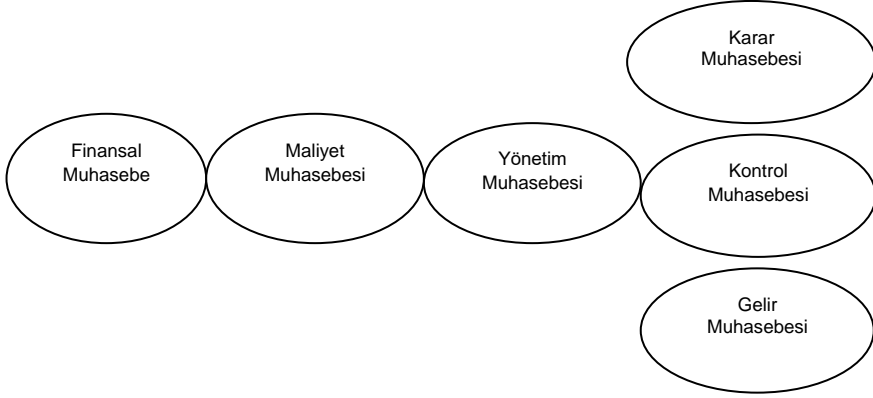 Finansal
Muhasebe
Maliyet
Muhasebesi
Yönetim
Muhasebesi
Karar
Muhasebesi
Kontrol
Muhasebesi
Gelir
Muhasebesi